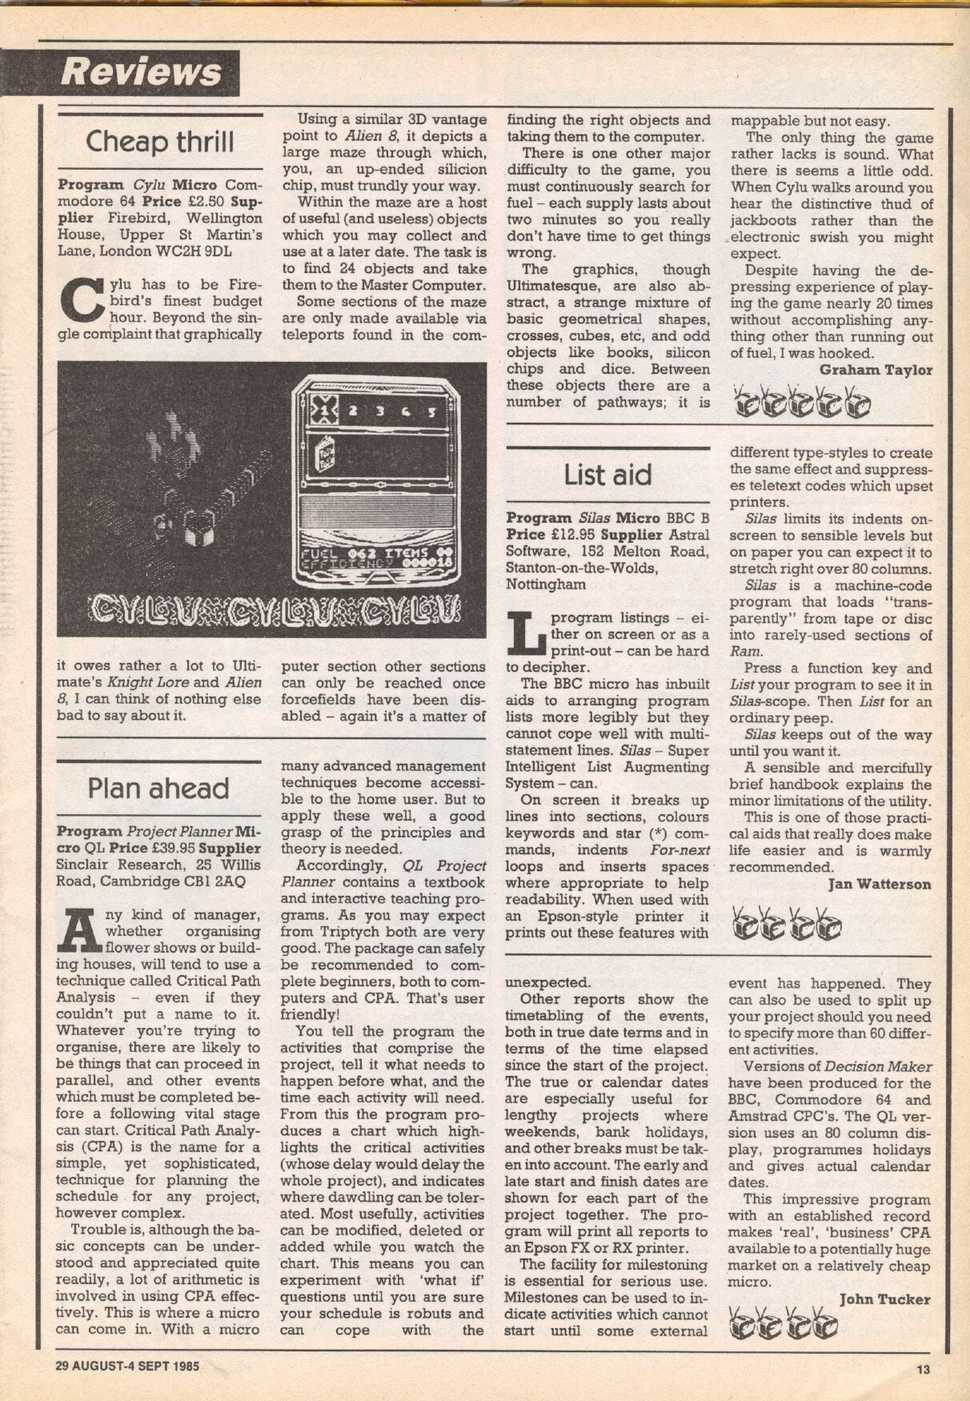 Reviews
Cheap thrill
Program Cylu Micro Com-
modore 64 Price £2.50 Sup-
plier Firebird, Wellington
House, Upper St Martin's
Lane, London WC2H 9DL
Cylu has to be Fire-
bird's finest budget
hour. Beyond the sin-
gle complaint that graphically
Using a similar 3D vantage
point to Alien 8, it depicts a
large maze through which,
you, an up-ended silicion
chip, must trundly your way.
Within the maze are a host
of useful (and useless) objects
which you may collect and
use at a later date. The task is
to find 24 objects and take
them to the Master Computer.
Some sections of the maze
are only made available via
teleports found in the com-
1 2 3 4 5
FUEL 062 ITEMS 00
EFFICIENCY 000018
CYLU CYLU CYLU
it owes rather a lot to Ulti-
mate's Knight Lore and Alien
8, I can think of nothing else
bad to say about it.
puter section other sections
can only be reached once
forcefields have been dis-
abled – again it's a matter of
finding the right objects and
taking them to the computer.
There is one other major
difficulty to the game, you
must continuously search for
fuel – each supply lasts about
two minutes so you really
don't have time to get things
wrong.
The graphics, though
Ultimatesque, are also ab-
stract, a strange mixture of
basic geometrical shapes,
crosses, cubes, etc, and odd
objects like books, silicon
chips and dice. Between
these objects there are a
number of pathways; it is
mappable but not easy.
The only thing the game
rather lacks is sound. What
there is seems a little odd.
When Cylu walks around you
hear the distinctive thud of
jackboots rather than the
electronic swish you might
expect.
Despite having the de-
pressing experience of play-
ing the game nearly 20 times
without accomplishing any-
thing other than running out
of fuel, I was hooked.
Graham Taylor
List aid
Program Silas Micro BBC B
Price £12.95 Supplier Astral
Software, 152 Melton Road,
Stanton-on-the-Wolds,
Nottingham
L program listings – ei-
ther on screen or as a
print-out – can be hard
to decipher.
The BBC micro has inbuilt
aids to arranging program
lists more legibly but they
cannot cope well with multi-
statement lines. Silas – Super
Intelligent List Augmenting
System – can.
On screen it breaks up
lines into sections, colours
keywords and star (*) com-
mands, indents For-next
loops and inserts spaces
where appropriate to help
readability. When used with
an Epson-style printer it
prints out these features with
different type-styles to create
the same effect and suppress-
es teletext codes which upset
printers.
Silas limits its indents on-
screen to sensible levels but
on paper you can expect it to
stretch right over 80 columns.
Silas is a machine-code
program that loads "trans-
parently" from tape or disc
into rarely-used sections of
Ram.
Press a function key and
List your program to see it in
Silas-scope. Then List for an
ordinary peep.
Silas keeps out of the way
until you want it.
A sensible and mercifully
brief handbook explains the
minor limitations of the utility.
This is one of those practi-
cal aids that really does make
life easier and is warmly
recommended.
Jan Watterson
Plan ahead
Program Project Planner Mi-
cro QL Price £39.95 Supplier
Sinclair Research, 25 Willis
Road, Cambridge CB1 2AQ
Any kind of manager,
whether organising
flower shows or build-
ing houses, will tend to use a
technique called Critical Path
Analysis – even if they
couldn't put a name to it.
Whatever you're trying to
organise, there are likely to
be things that can proceed in
parallel, and other events
which must be completed be-
fore a following vital stage
can start. Critical Path Analy-
sis (CPA) is the name for a
simple, yet sophisticated,
technique for planning the
schedule for any project,
however complex.
Trouble is, although the ba-
sic concepts can be under-
stood and appreciated quite
readily, a lot of arithmetic is
involved in using CPA effec-
tively. This is where a micro
can come in. With a micro
many advanced management
techniques become accessi-
ble to the home user. But to
apply these well, a good
grasp of the principles and
theory is needed.
Accordingly, QL Project
Planner contains a textbook
and interactive teaching pro-
grams. As you may expect
from Triptych both are very
good. The package can safely
be recommended to com-
plete beginners, both to com-
puters and CPA. That's user
friendly!
You tell the program the
activities that comprise the
project, tell it what needs to
happen before what, and the
time each activity will need.
From this the program pro-
duces a chart which high-
lights the critical activities
(whose delay would delay the
whole project), and indicates
where dawdling can be toler-
ated. Most usefully, activities
can be modified, deleted or
added while you watch the
chart. This means you can
experiment with 'what if'
questions until you are sure
your schedule is robuts and
can cope with the
unexpected.
Other reports show the
timetabling of the events,
both in true date terms and in
terms of the time elapsed
since the start of the project.
The true or calendar dates
are especially useful for
lengthy projects where
weekends, bank holidays,
and other breaks must be tak-
en into account. The early and
late start and finish dates are
shown for each part of the
project together. The pro-
gram will print all reports to
an Epson FX or RX printer.
The facility for milestoning
is essential for serious use.
Milestones can be used to in-
dicate activities which cannot
start until some external
event has happened. They
can also be used to split up
your project should you need
to specify more than 60 differ-
ent activities.
Versions of Decision Maker
have been produced for the
BBC, Commodore 64 and
Amstrad CPC's. The QL ver-
sion uses an 80 column dis-
play, programmes holidays
and gives actual calendar
dates.
This impressive program
with an established record
makes 'real', 'business' CPA
available to a potentially huge
market on a relatively cheap
micro.
John Tucker
29 AUGUST-4 SEPT 1985
13